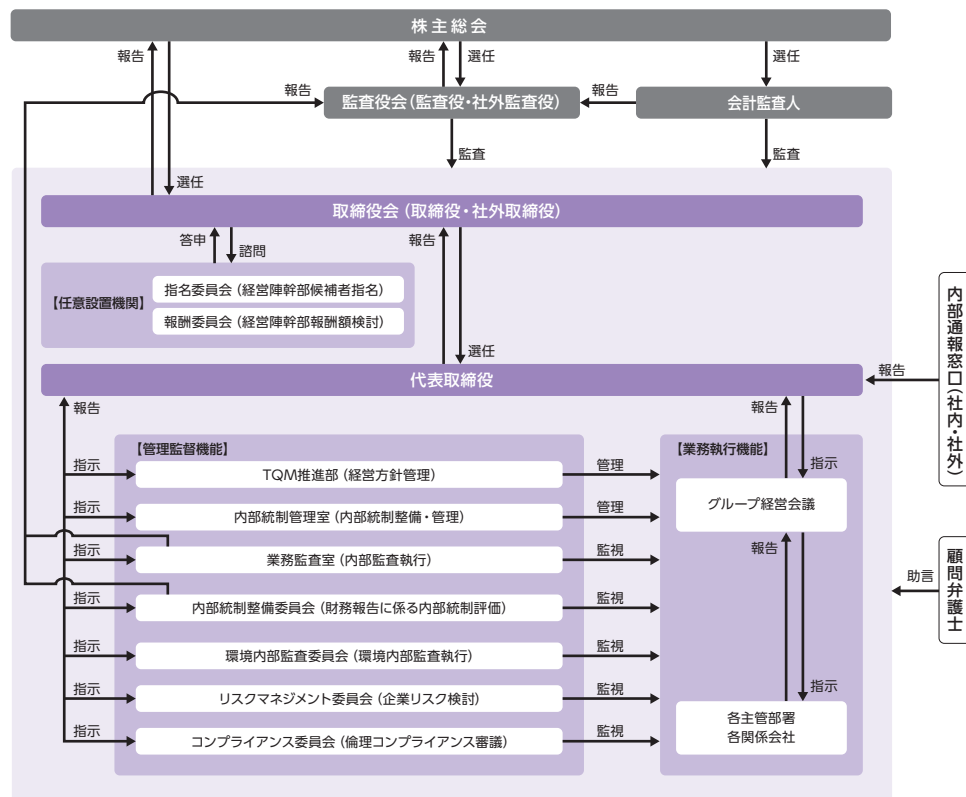 株主総会
報告
選任
報告
選任
選任
報告
監査役会(監査役・社外監査役)
報告
会計監査人
監査
監査
選任
取締役会(取締役・社外取締役)
答申
諮問
報告
【任意設置機関】
指名委員会(経営陣幹部候補者指名)
報酬委員会(経営陣幹部報酬額検討)
選任
代表取締役
報告
内部通報窓口(社内・社外)
報告
報告
【管理監督機能】
【業務執行機能】
指示
TQM推進部(経営方針管理)
管理
指示
グループ経営会議
指示
内部統制管理室(内部統制整備・管理)
管理
指示
業務監査室(内部監査執行)
監視
報告
指示
内部統制整備委員会(財務報告に係る内部統制評価)
監視
助言
顧問弁護士
指示
環境内部監査委員会(環境内部監査執行)
監視
指示
リスクマネジメント委員会(企業リスク検討)
監視
指示
指示
コンプライアンス委員会(倫理コンプライアンス審議)
監視
各主管部署
各関係会社